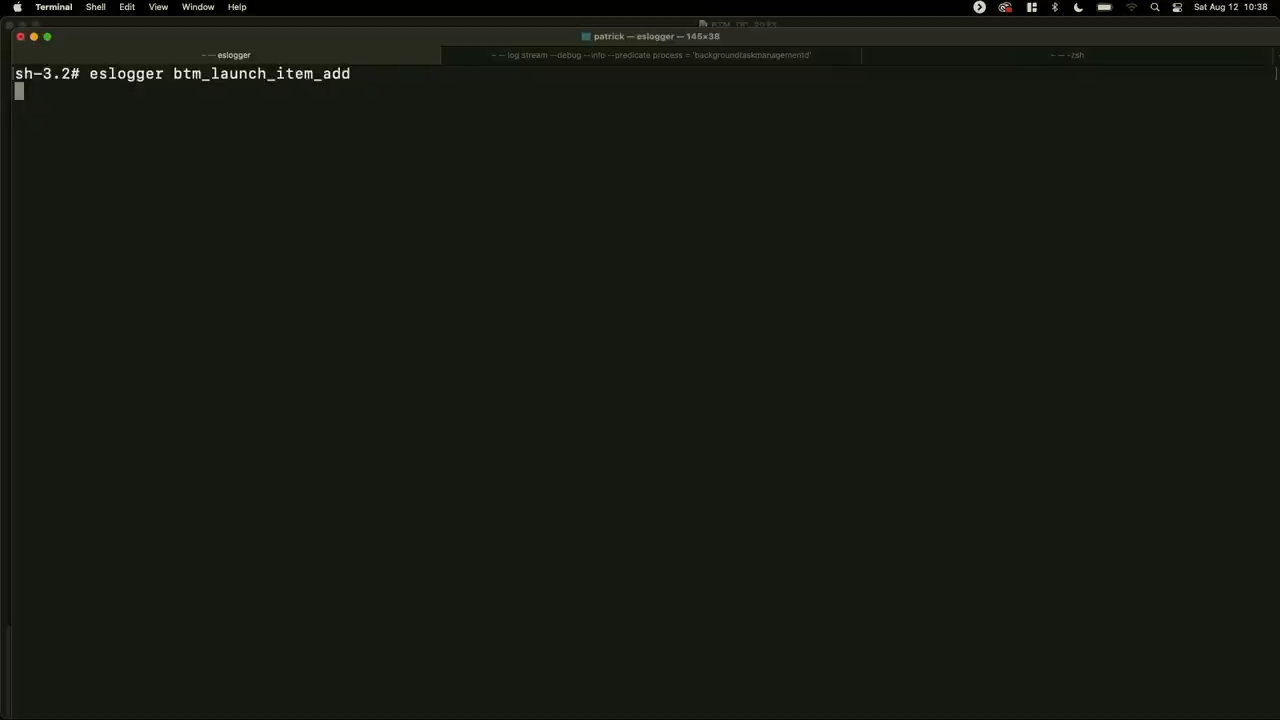 Terminal Shell Edit View Window Help Sat Aug 12 10:38
patrick — eslogger — 145×38
~ — eslogger ~ — log stream --debug --info --predicate process = 'backgroundtaskmanagementd' ~ — -zsh
sh-3.2# eslogger btm_launch_item_add